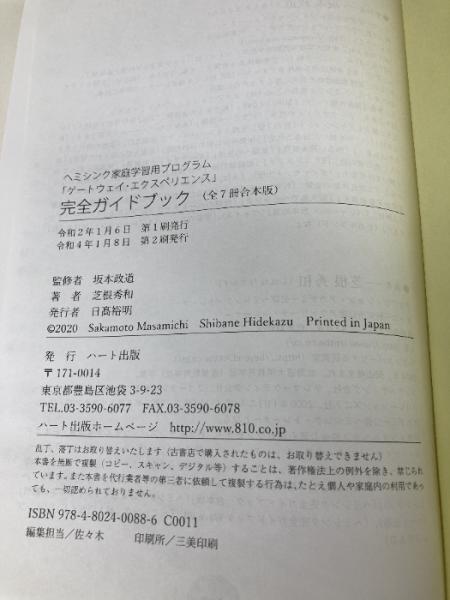 ヘミシンク家庭学習用プログラム
「ゲートウェイ・エクスペリエンス」
完全ガイドブック（全7冊合本版）
令和2年1月6日 第1刷発行
令和4年1月8日 第2刷発行
監修者 坂本政道
著者 芝根秀和
発行者 日髙裕明
©2020 Sakamoto Masamichi Shibane Hidekazu Printed in Japan
発行 ハート出版
〒171-0014
東京都豊島区池袋3-9-23
TEL.03-3590-6077 FAX.03-3590-6078
ハート出版ホームページ http://www.810.co.jp
乱丁、落丁はお取り替えいたします（古書店で購入されたものは、お取り替えできません）
本書を無断で複製（コピー、スキャン、デジタル等）することは、著作権法上の例外を除き、禁じられ
ています。また本書を代行業者等の第三者に依頼して複製する行為は、たとえ個人や家庭内の利用であっ
ても、一切認められておりません。
ISBN 978-4-8024-0088-6 C0011
編集担当／佐々木 印刷所／三美印刷